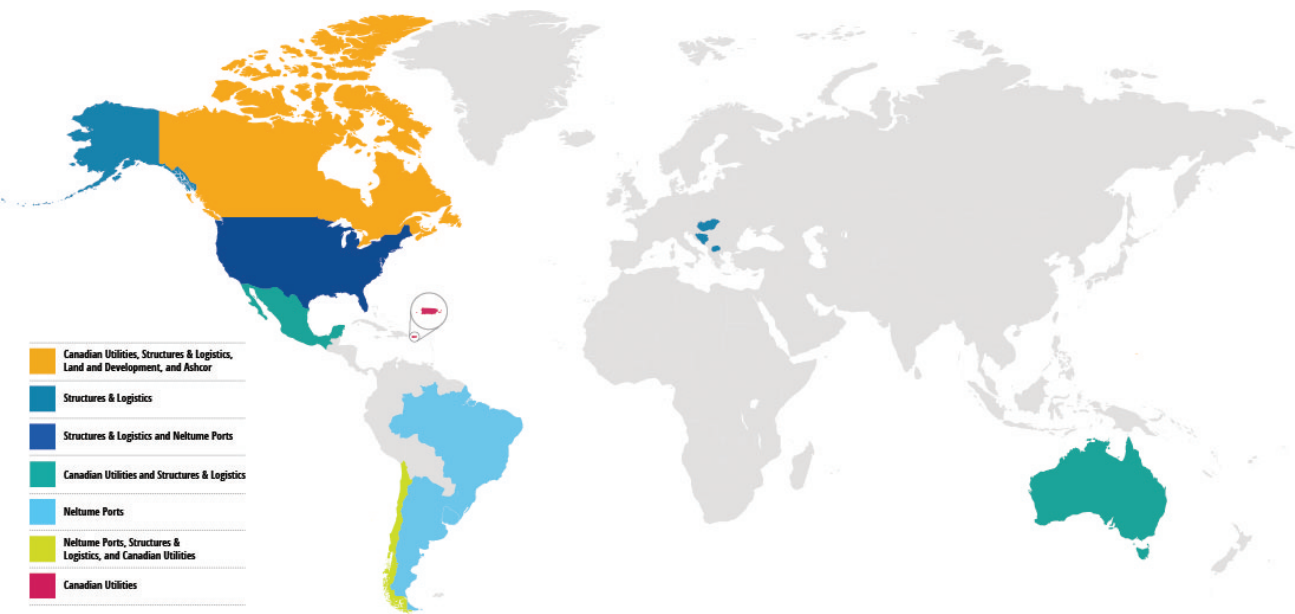 Canadian Utilities, Structures & Logistics,
Land and Development, and Ashcor
Structures & Logistics
Structures & Logistics and Neltume Ports
Canadian Utilities and Structures & Logistics
Neltume Ports
Neltume Ports, Structures &
Logistics, and Canadian Utilities
Canadian Utilities